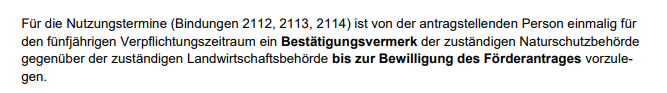 Für die Nutzungstermine (Bindungen 2112, 2113, 2114) ist von der antragstellenden Person einmalig für
den fünfjährigen Verpflichtungszeitraum ein Bestätigungsvermerk der zuständigen Naturschutzbehörde
gegenüber der zuständigen Landwirtschaftsbehörde bis zur Bewilligung des Förderantrages vorzule-
gen.